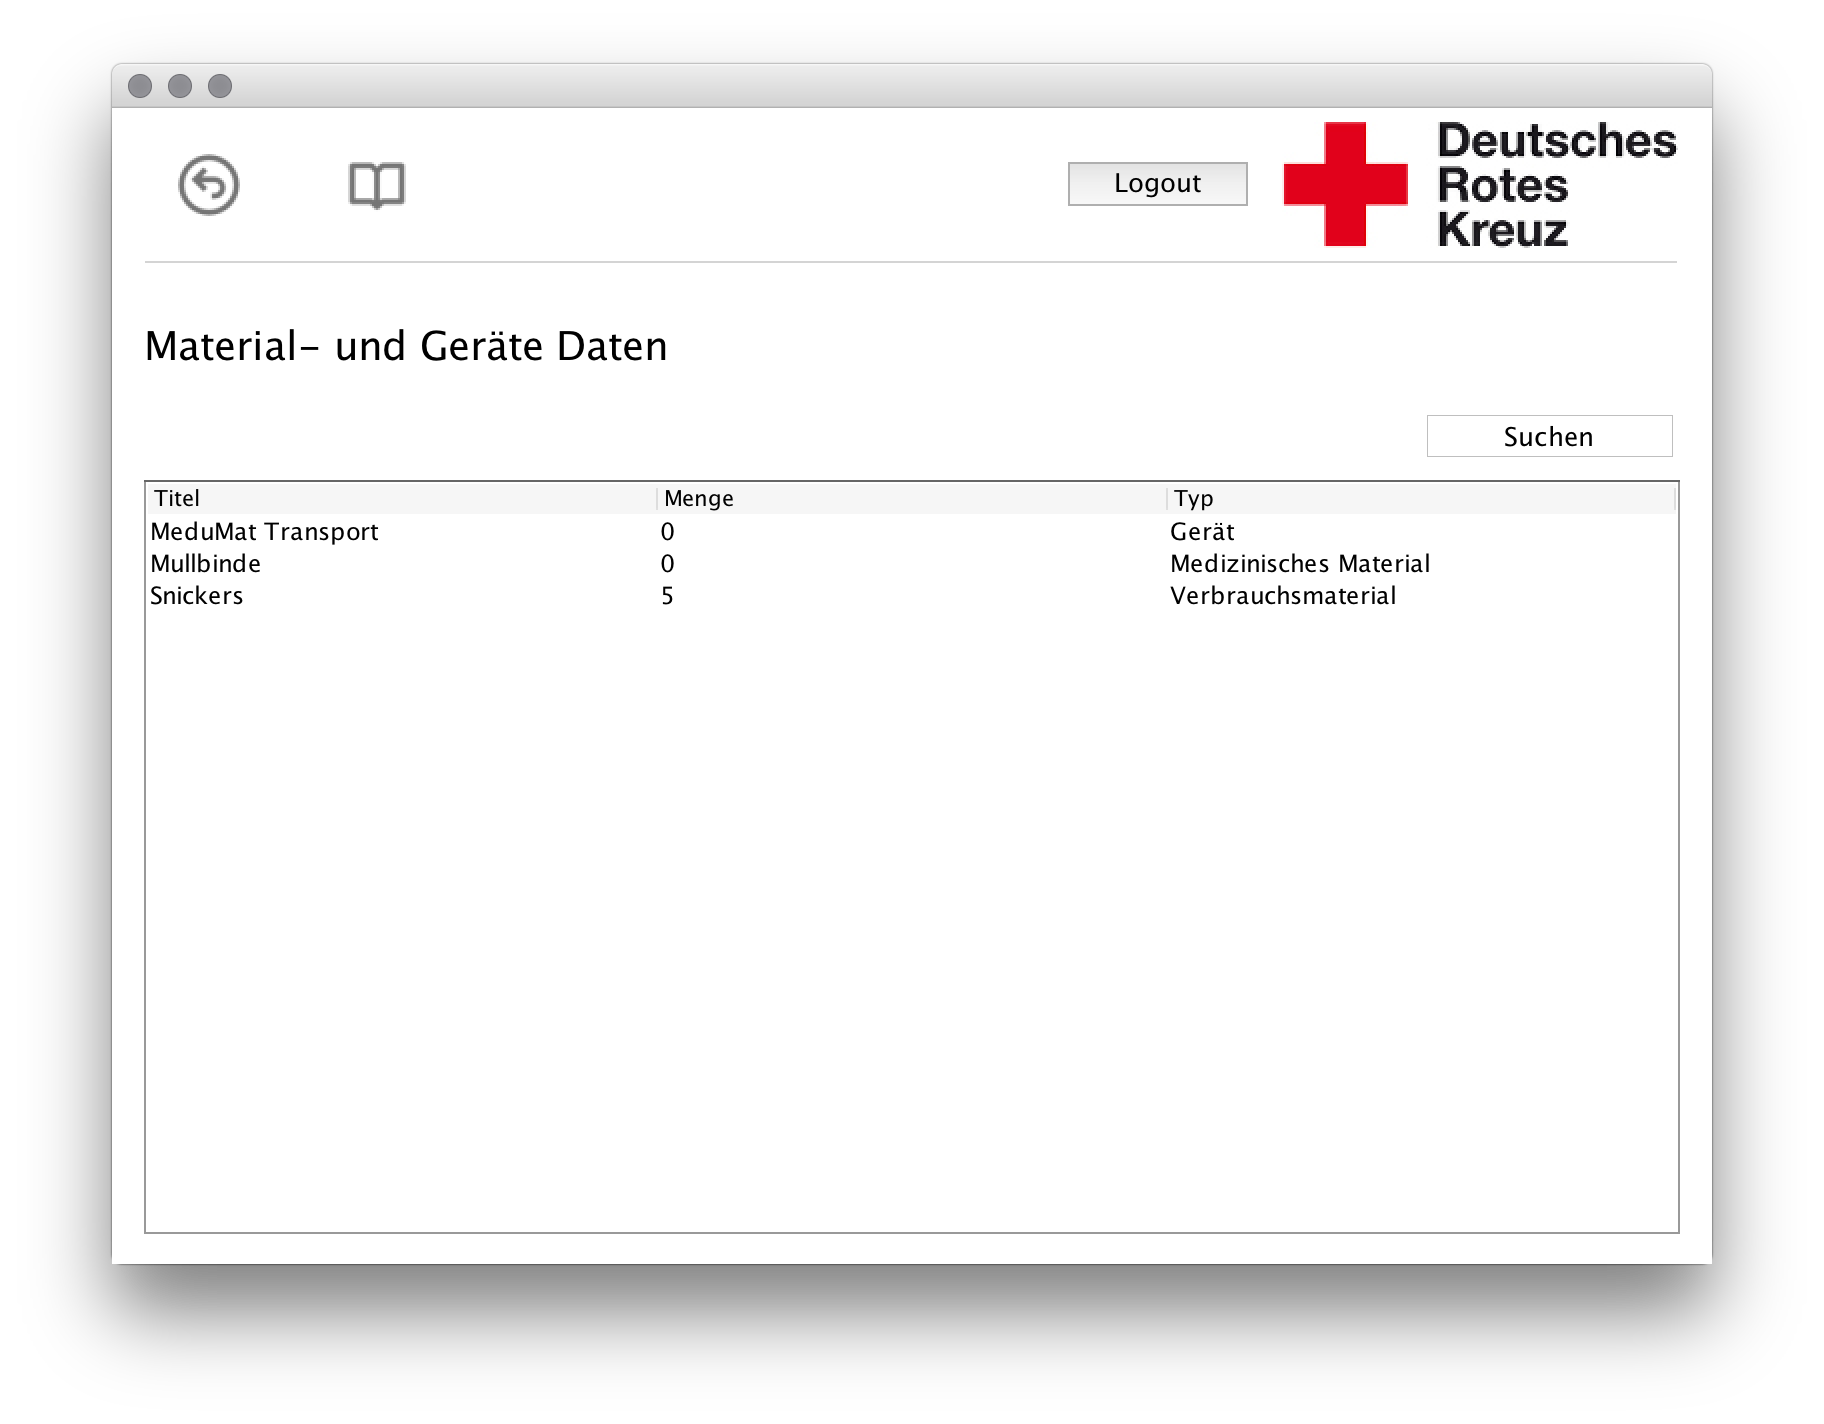 Logout
Deutsches
Rotes
Kreuz
Material- und Geräte Daten
Suchen
Titel Menge Typ
MeduMat Transport 0 Gerät
Mullbinde 0 Medizinisches Material
Snickers 5 Verbrauchsmaterial